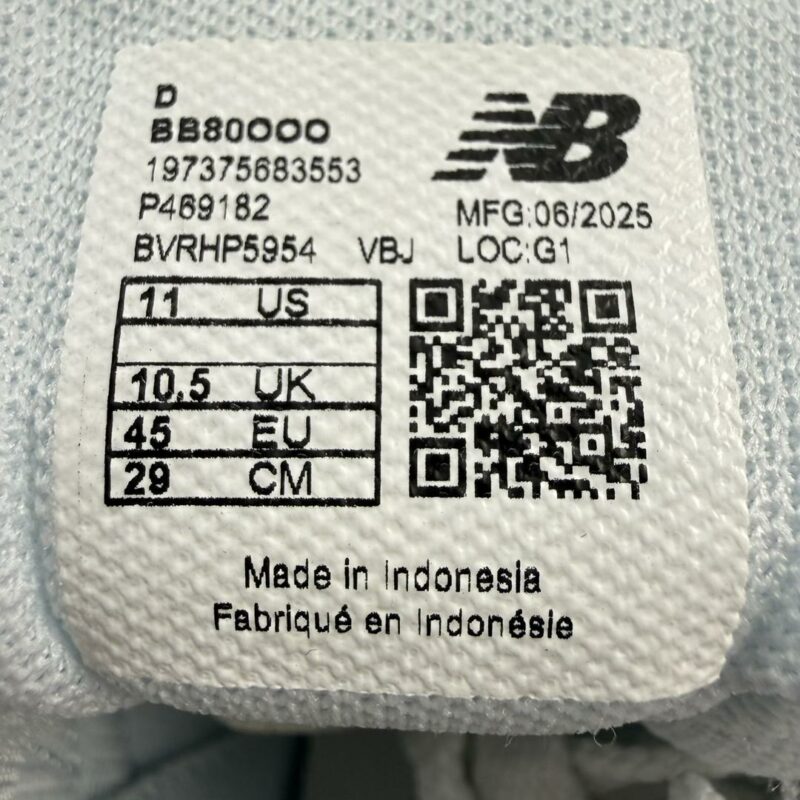 D
BB80OOO
197375683553
P469182
BVRHP5954 VBJ
NB
MFG:06/2025
LOC:G1
11 US
10.5 UK
45 EU
29 CM
Made in Indonesia
Fabriqué en Indonésie